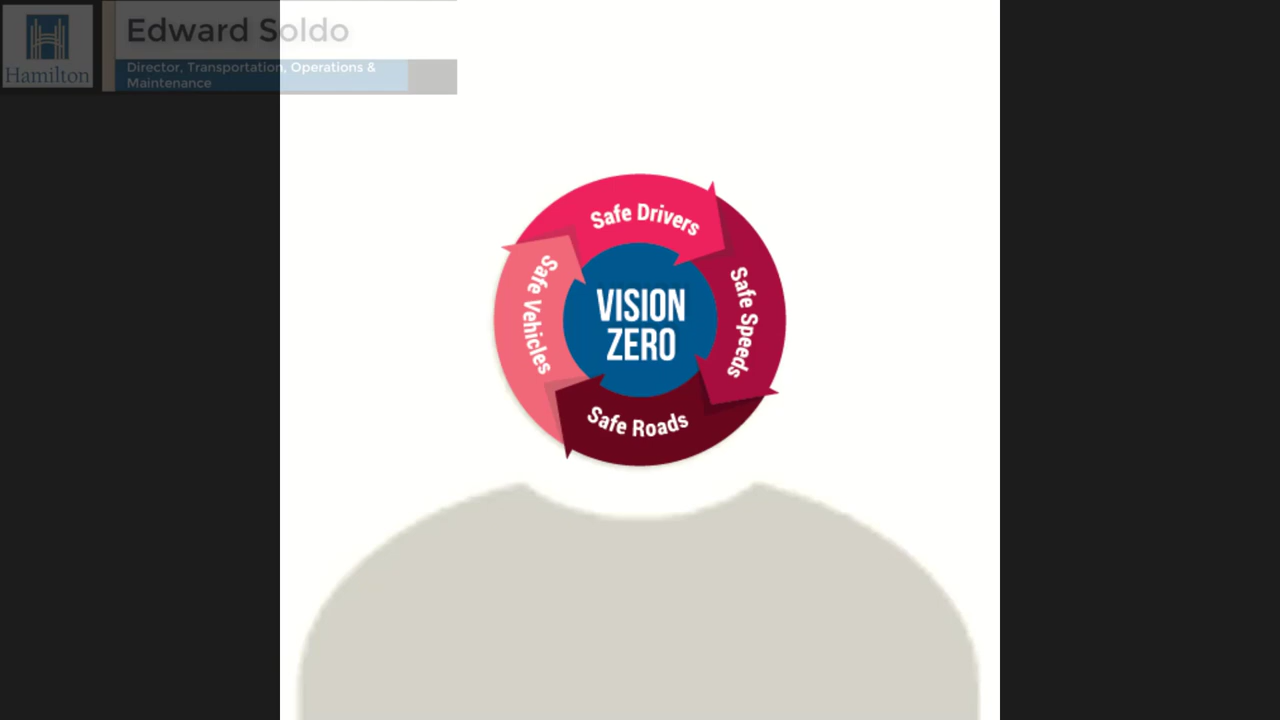 Edward Soldo
Hamilton
Director, Transportation, Operations &
Maintenance
Safe Drivers
Safe Speeds
Safe Roads
Safe Vehicles
VISION
ZERO